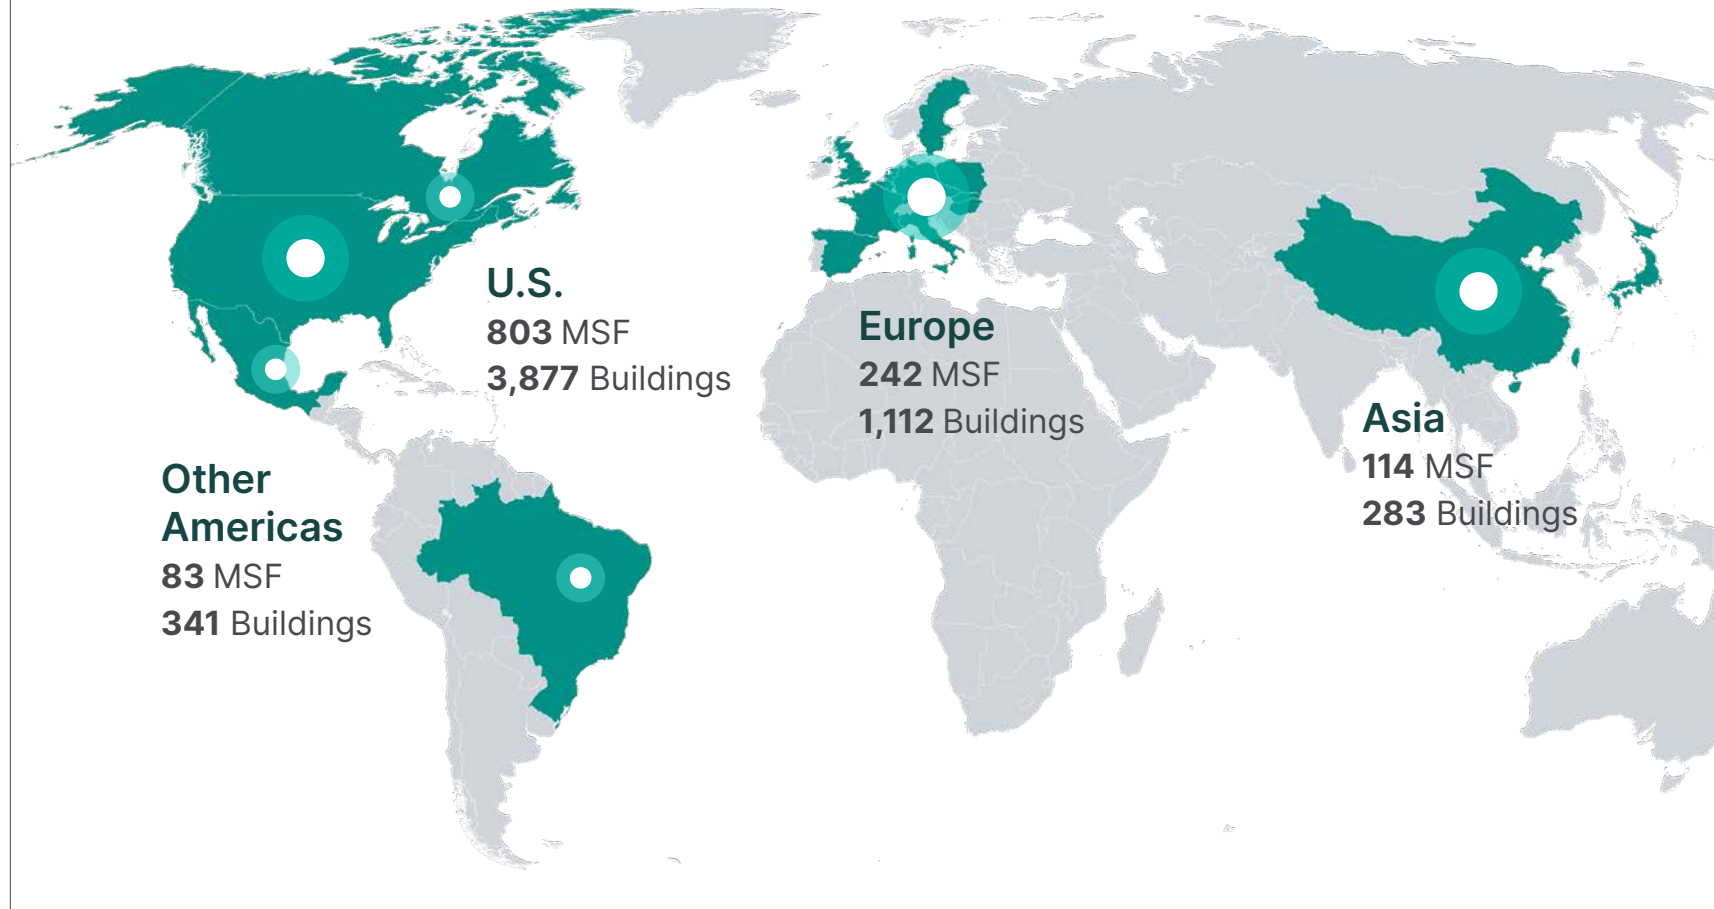 U.S.
803 MSF
3,877 Buildings
Europe
242 MSF
1,112 Buildings
Asia
114 MSF
283 Buildings
Other
Americas
83 MSF
341 Buildings